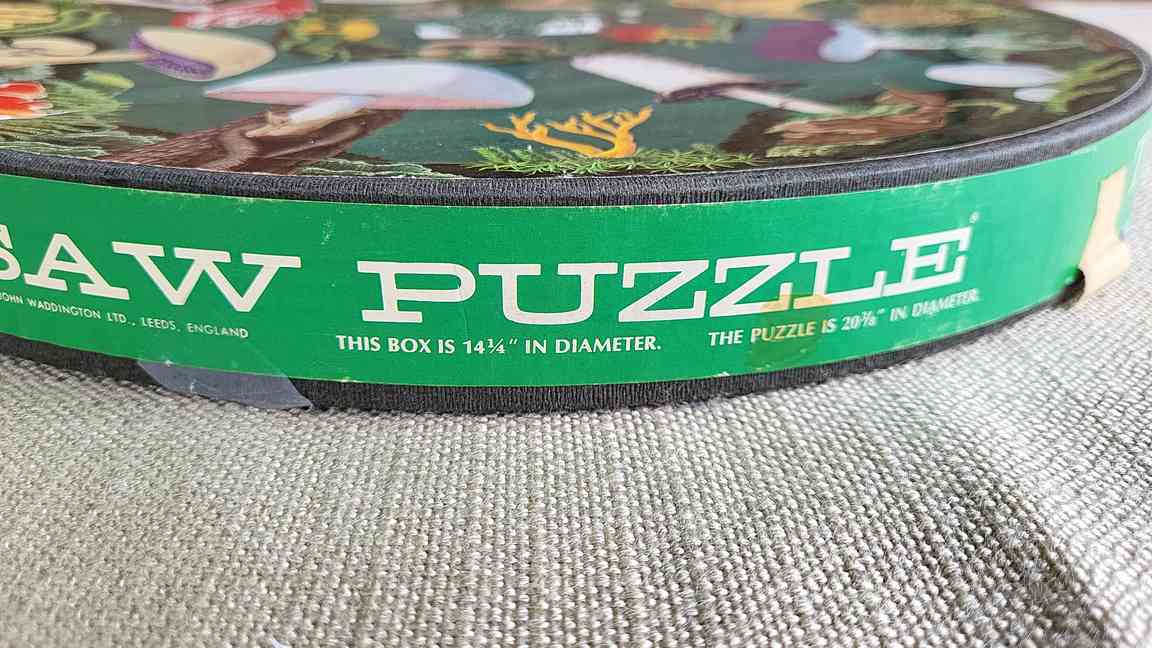 SAW PUZZLE®
JOHN WADDINGTON LTD., LEEDS, ENGLAND
THIS BOX IS 14¼" IN DIAMETER.
THE PUZZLE IS 20⅜" IN DIAMETER.